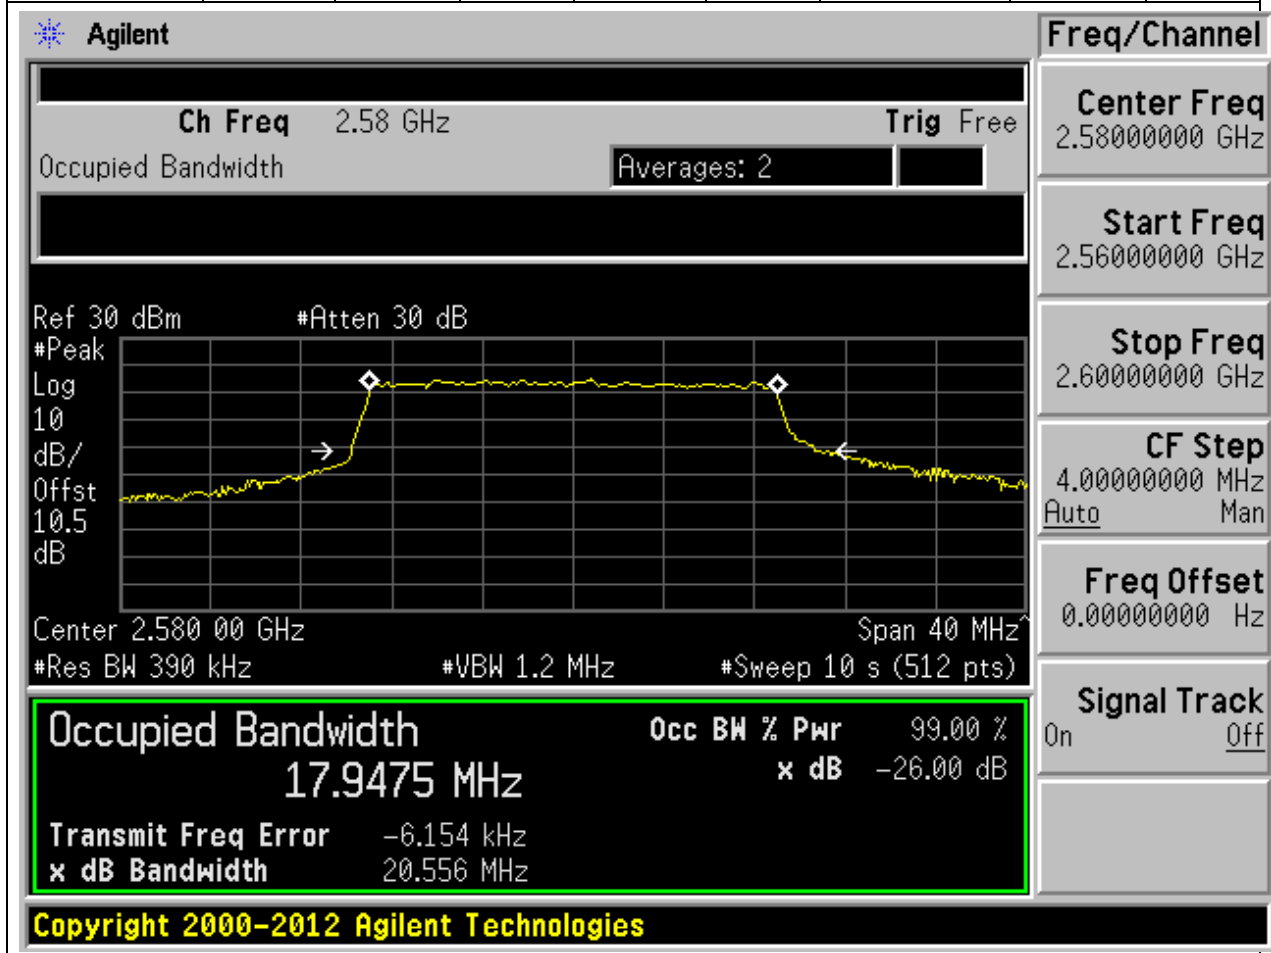 Agilent
Freq/Channel
Ch Freq 2.58 GHz Trig Free
Occupied Bandwidth Averages: 2
Center Freq
2.58000000 GHz
Start Freq
2.56000000 GHz
Stop Freq
2.60000000 GHz
CF Step
4.00000000 MHz
Auto Man
Freq Offset
0.00000000 Hz
Signal Track
On Off
Ref 30 dBm #Atten 30 dB
#Peak
Log
10
dB/
Offst
10.5
dB
Center 2.580 00 GHz Span 40 MHz^
#Res BW 390 kHz #VBW 1.2 MHz #Sweep 10 s (512 pts)
Occupied Bandwidth
17.9475 MHz
Occ BW % Pwr 99.00 %
x dB -26.00 dB
Transmit Freq Error -6.154 kHz
x dB Bandwidth 20.556 MHz
Copyright 2000-2012 Agilent Technologies